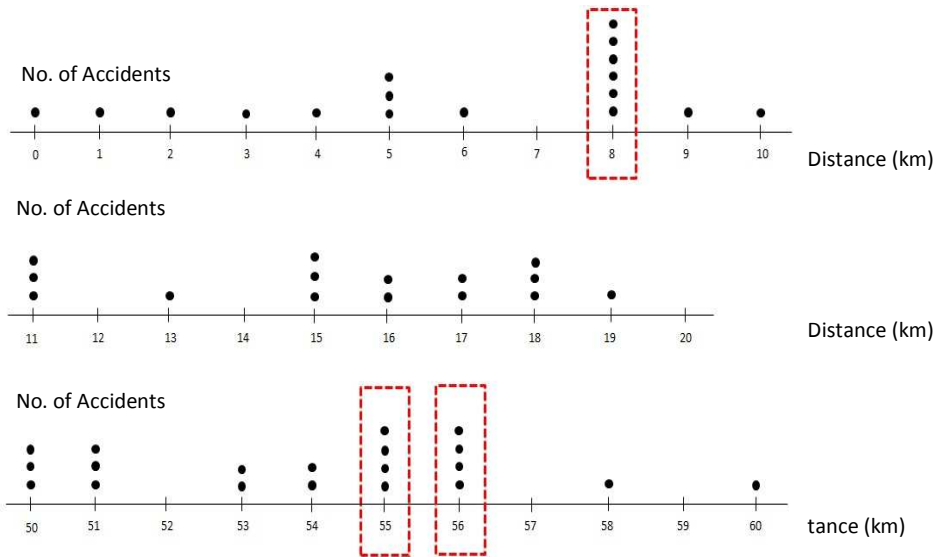 No. of Accidents
0 1 2 3 4 5 6 7 8 9 10
Distance (km)
No. of Accidents
11 12 13 14 15 16 17 18 19 20
Distance (km)
No. of Accidents
50 51 52 53 54 55 56 57 58 59 60
tance (km)